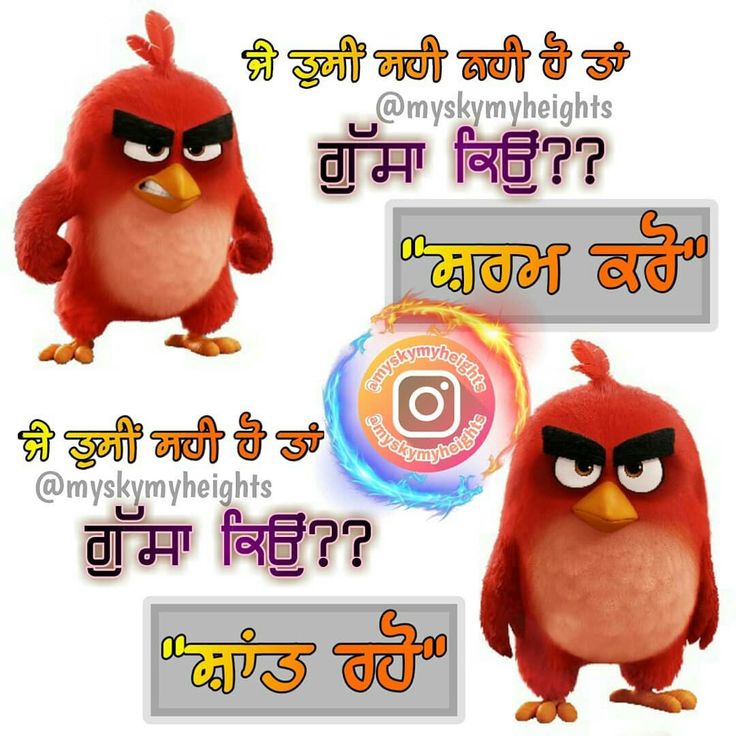 ਜੇ ਤੁਸੀਂ ਸਹੀ ਨਹੀ ਹੋ ਤਾਂ
@myskymyheights
ਗੁੱਸਾ ਕਿਉਂ??
"ਸ਼ਰਮ ਕਰੋ"
@myskymyheights
@myskymyheights
ਜੇ ਤੁਸੀਂ ਸਹੀ ਹੋ ਤਾਂ
@myskymyheights
ਗੁੱਸਾ ਕਿਉਂ??
"ਸ਼ਾਂਤ ਰਹੋ"